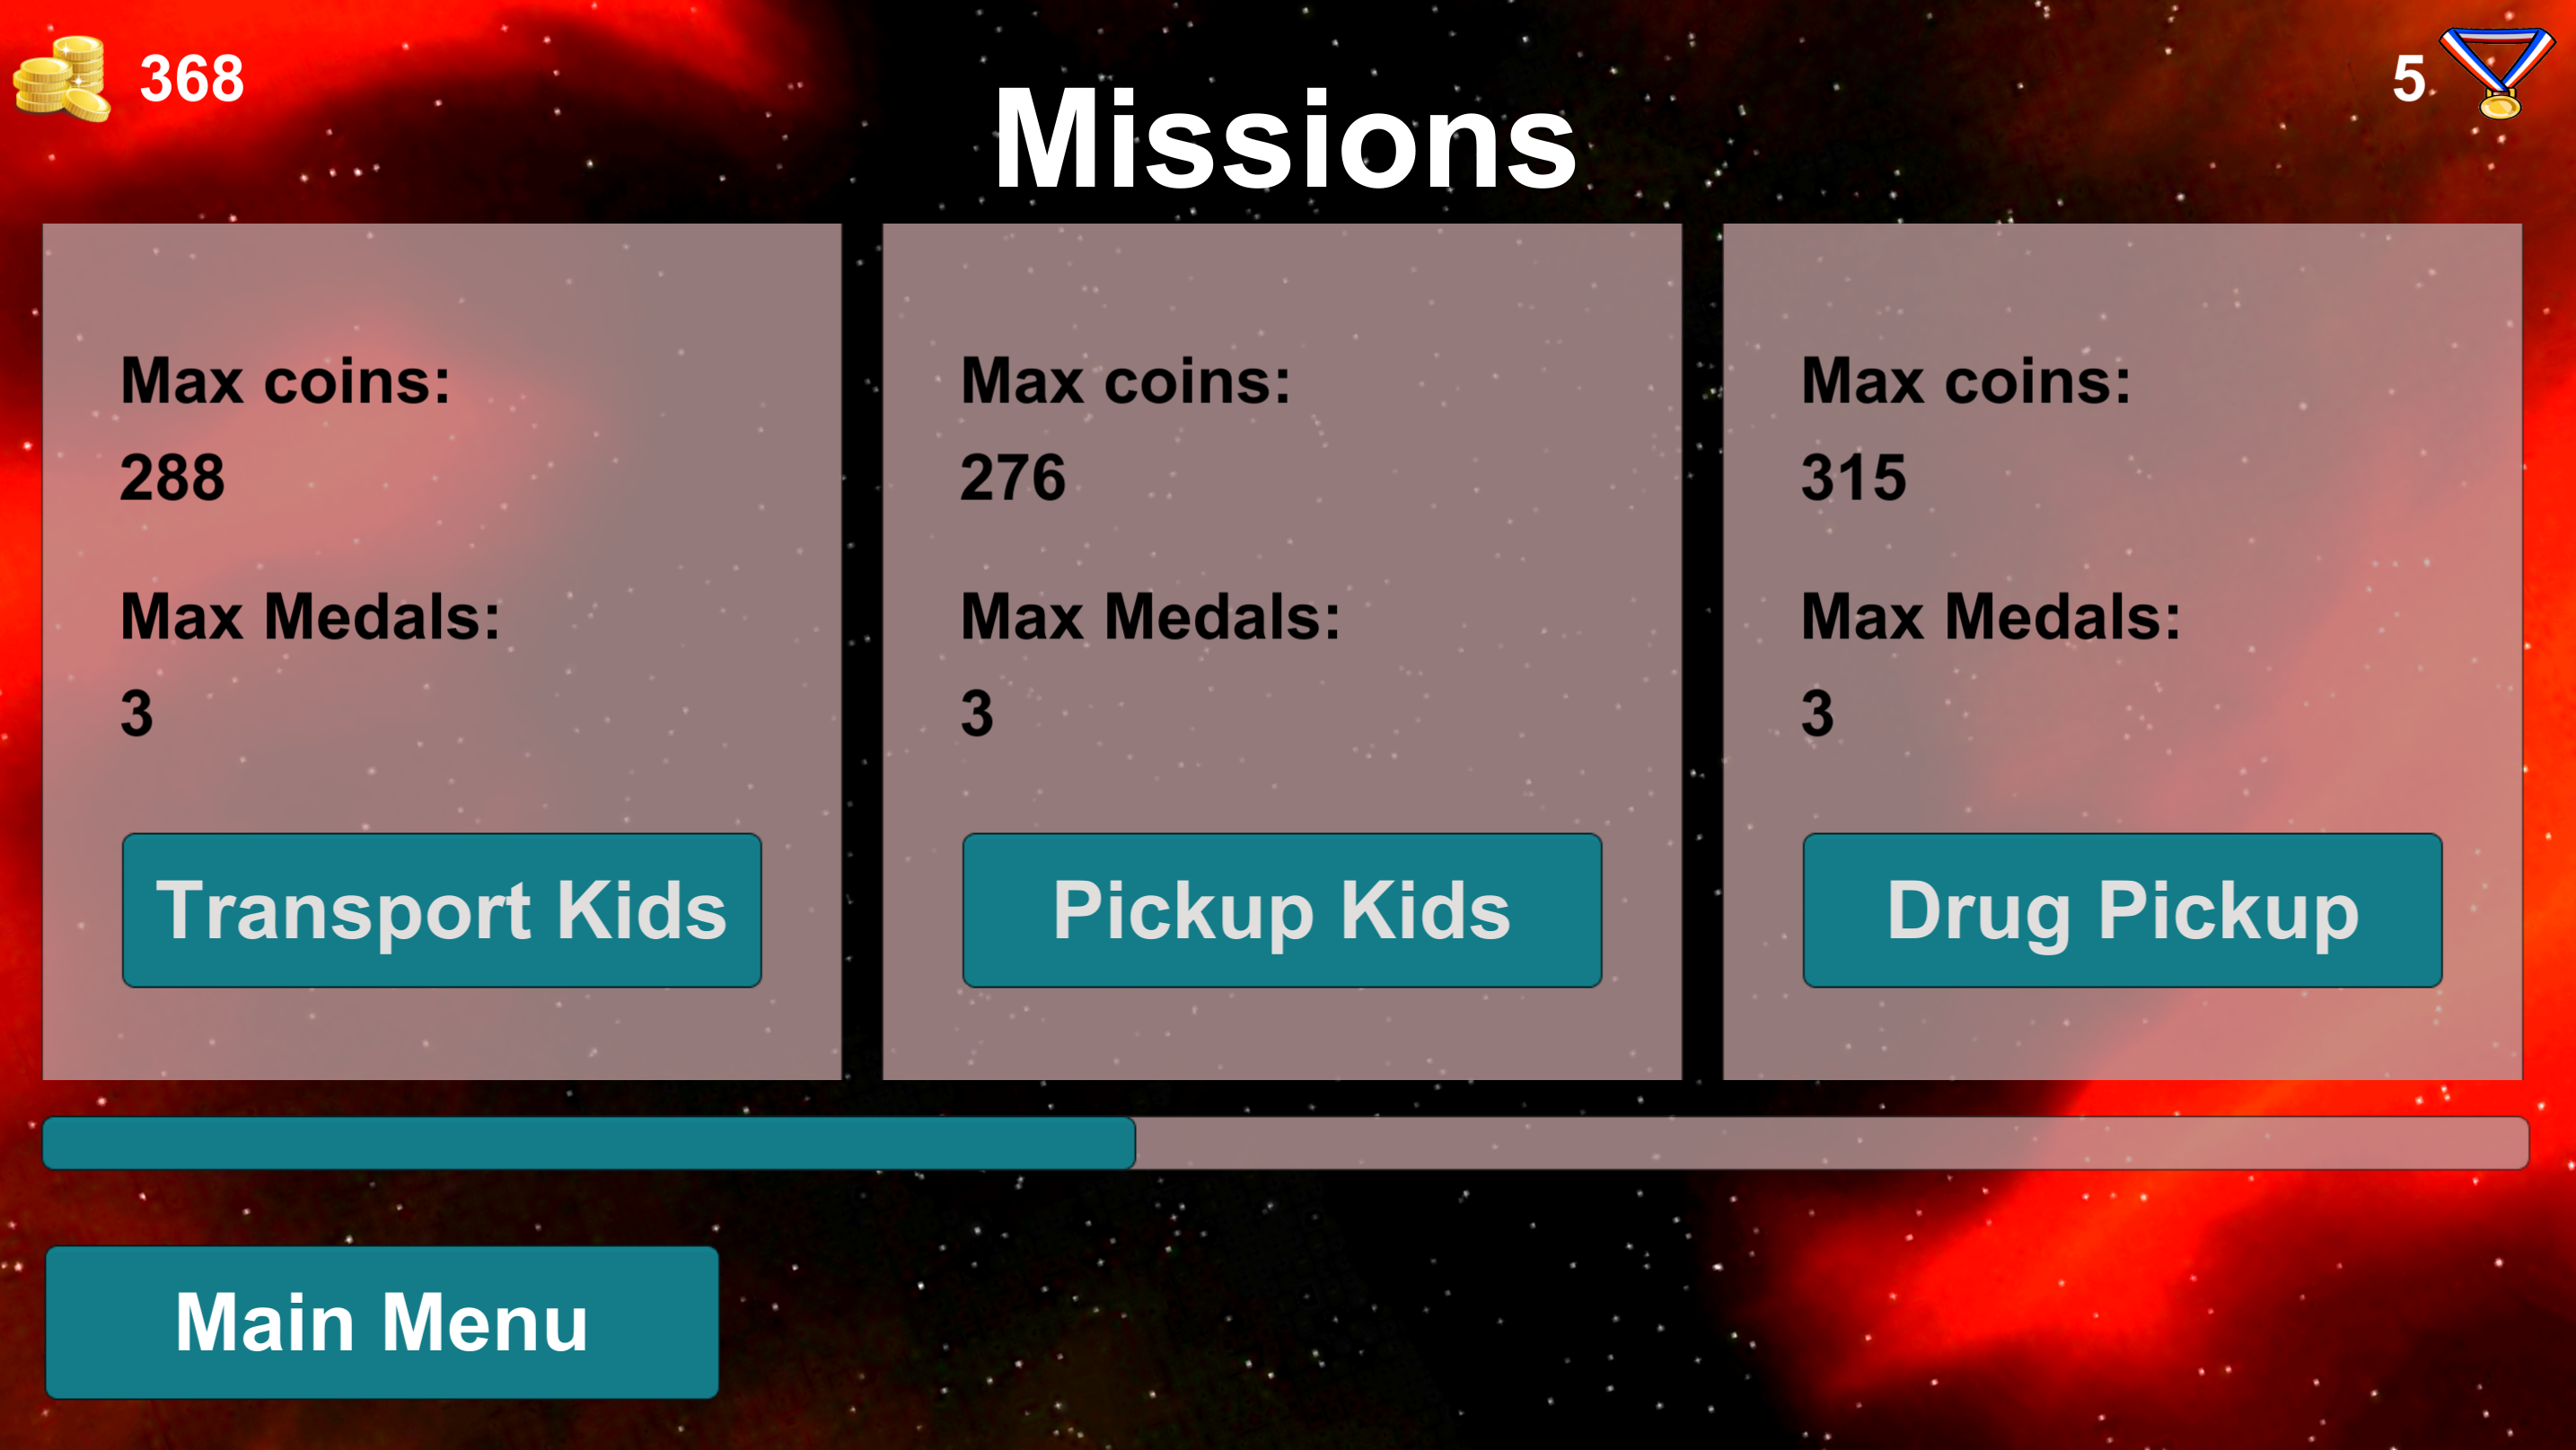 368
5
Missions
Max coins:
288
Max Medals:
3
Transport Kids
Max coins:
276
Max Medals:
3
Pickup Kids
Max coins:
315
Max Medals:
3
Drug Pickup
Main Menu